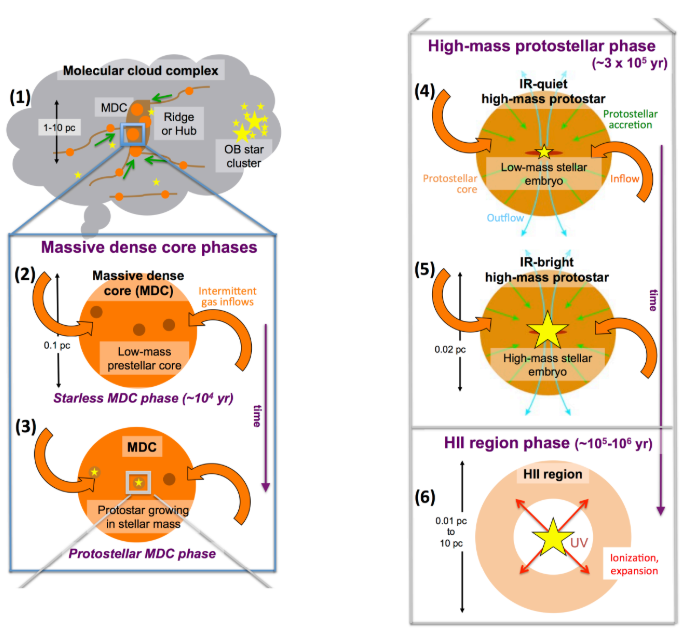 Molecular cloud complex
(1)
MDC
1-10 pc
Ridge
or Hub
OB star
cluster
Massive dense core phases
(2)
Massive dense
core (MDC)
Intermittent
gas inflows
0.1 pc
Low-mass
prestellar core
Starless MDC phase (~10⁴ yr)
time
(3)
MDC
Protostar growing
in stellar mass
Protostellar MDC phase
High-mass protostellar phase
(~3 x 10⁵ yr)
(4)
IR-quiet
high-mass protostar
Protostellar
accretion
Low-mass stellar
embryo
Protostellar
core
Inflow
Outflow
(5)
IR-bright
high-mass protostar
time
0.02 pc
High-mass stellar
embryo
HII region phase (~10⁵-10⁶ yr)
(6)
HII region
0.01 pc
to
10 pc
UV
Ionization,
expansion